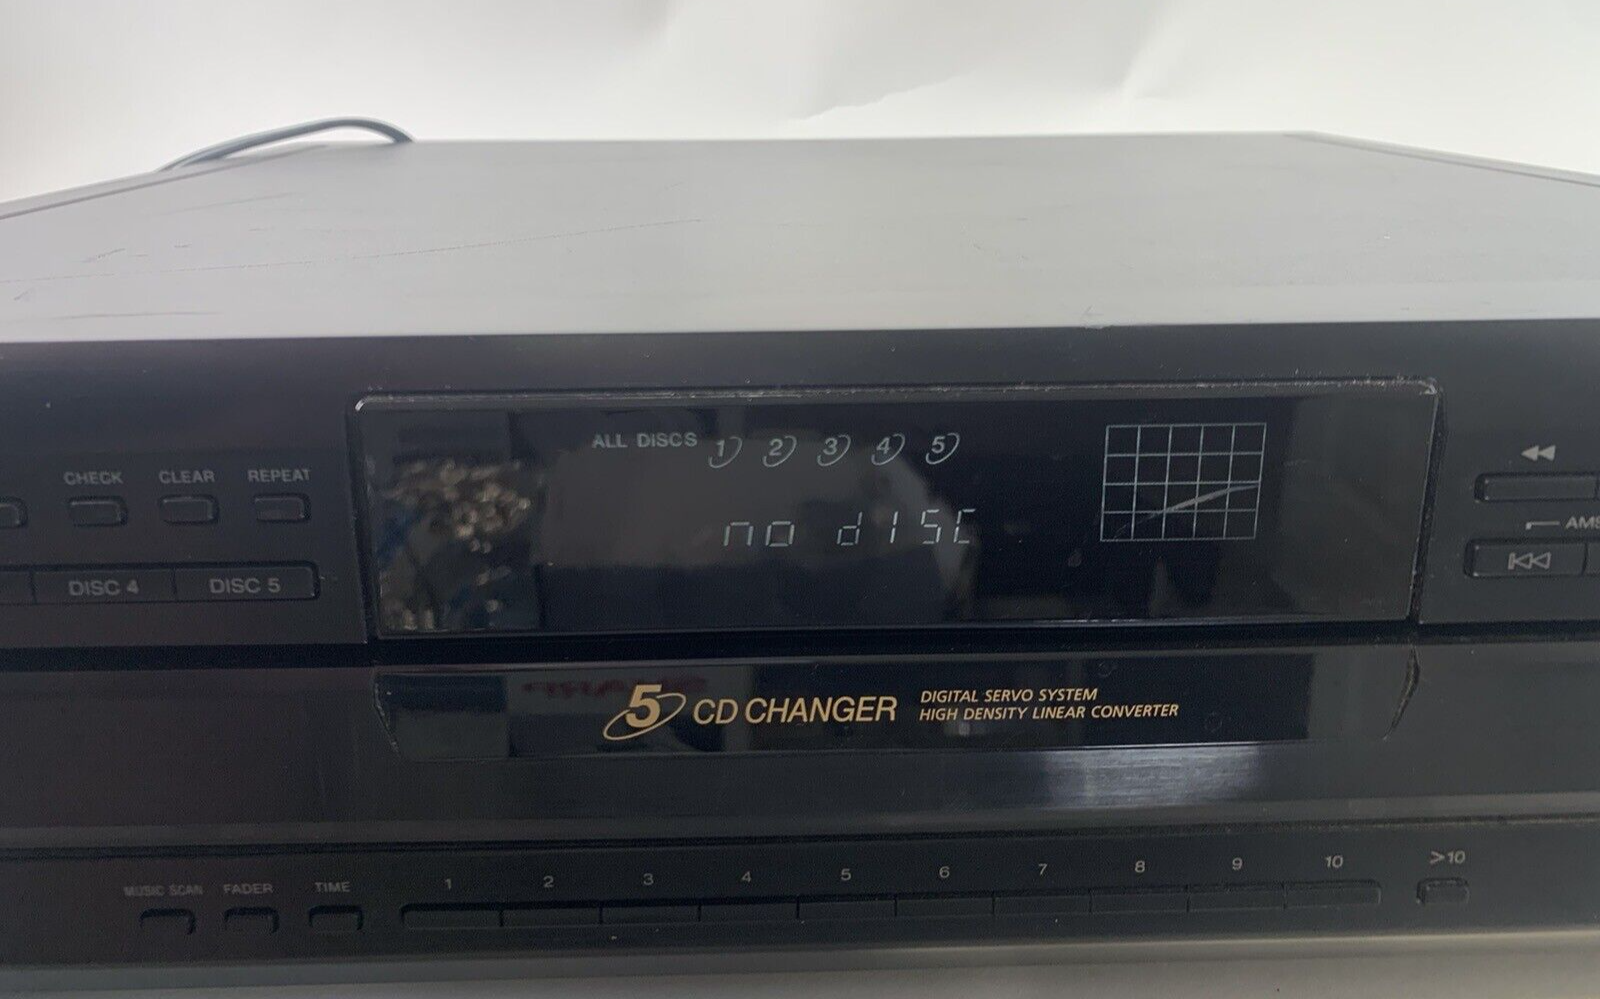 ALL DISCS 1 2 3 4 5
CHECK CLEAR REPEAT
no dISC
AMS
DISC 4 DISC 5
5 CD CHANGER
DIGITAL SERVO SYSTEM
HIGH DENSITY LINEAR CONVERTER
MUSIC SCAN FADER TIME 1 2 3 4 5 6 7 8 9 10 >10